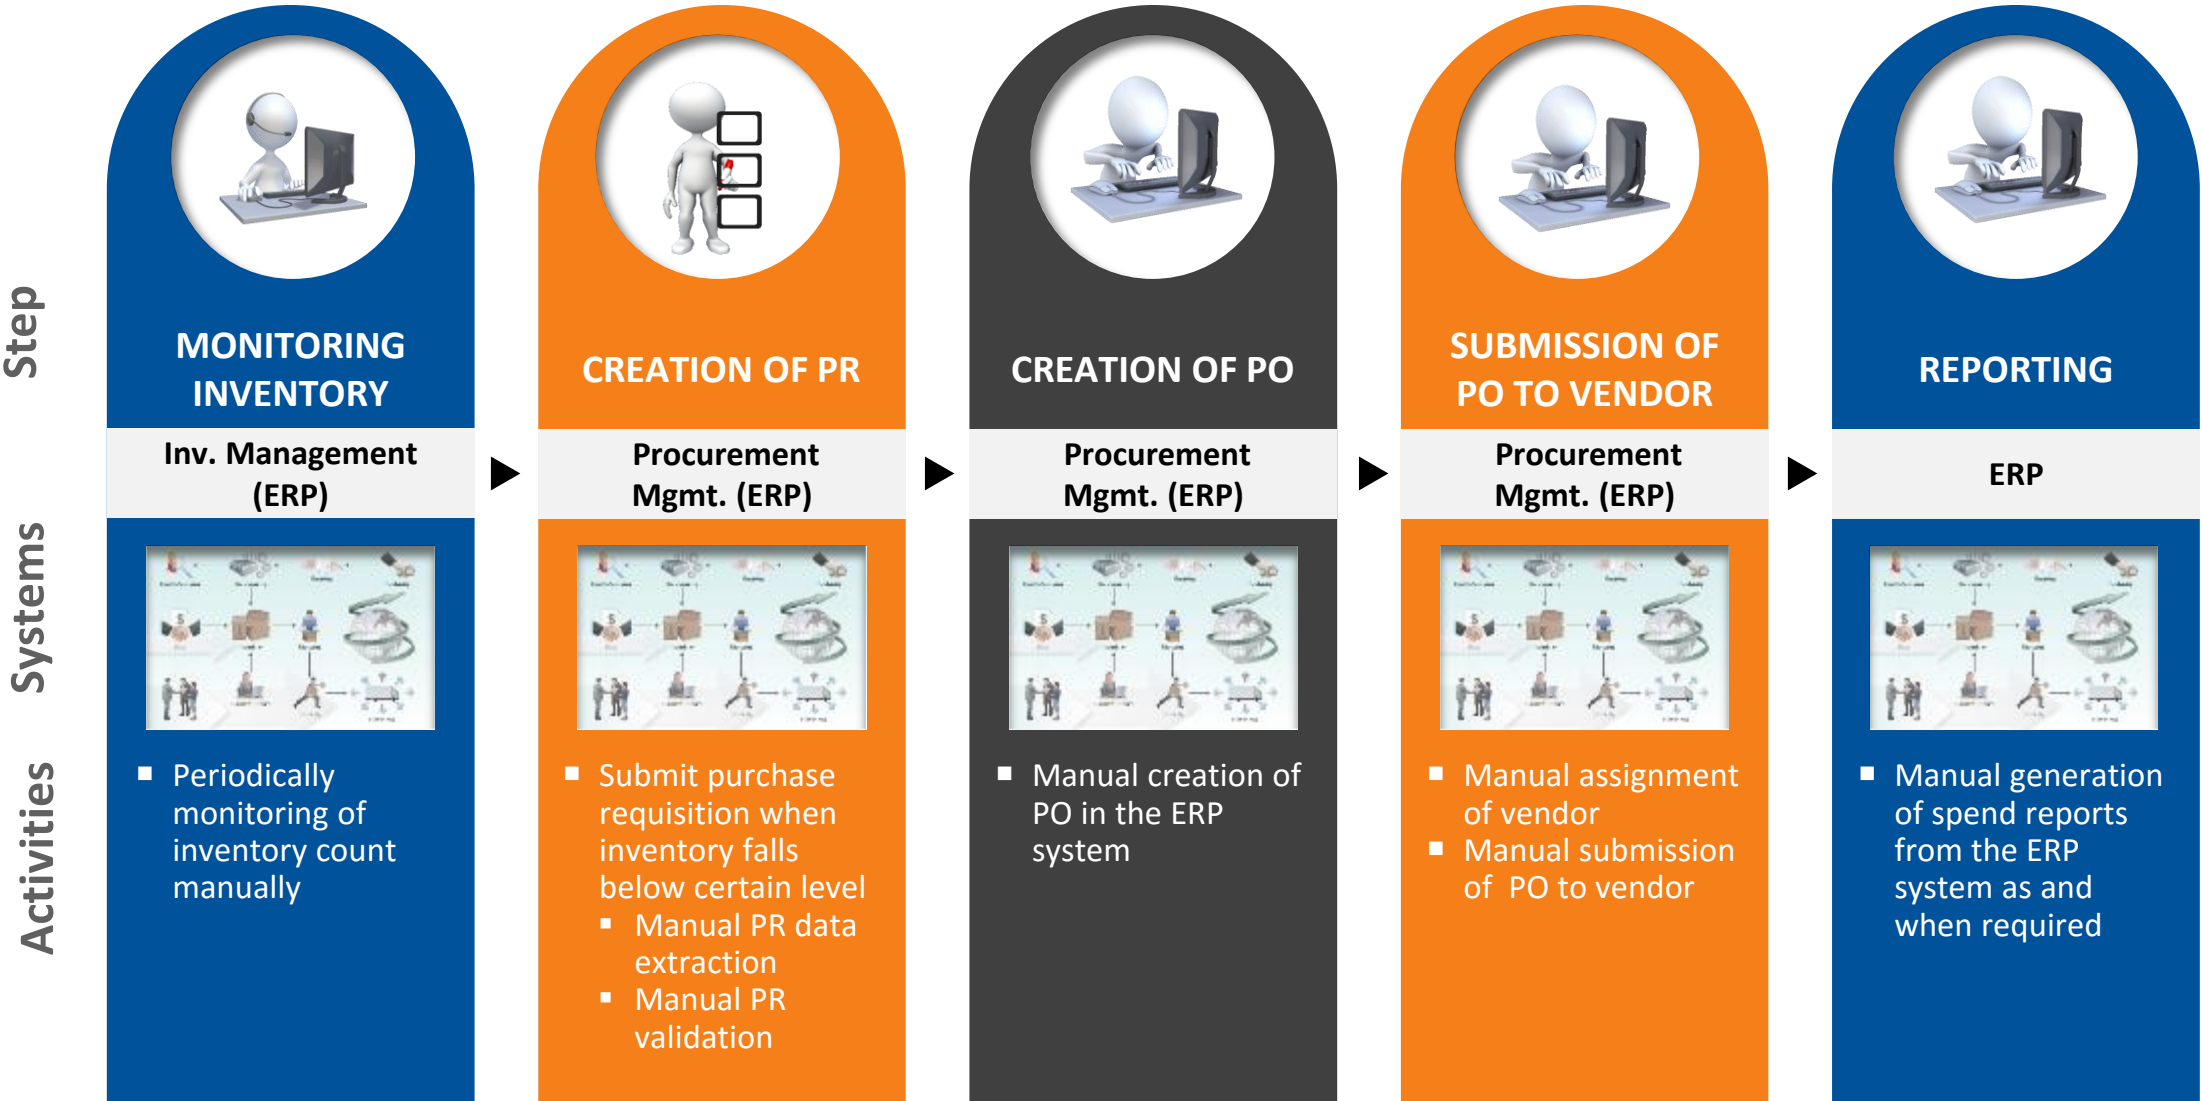 Step
Systems
Activities
MONITORING
INVENTORY
Inv. Management
(ERP)
▪ Periodically
monitoring of
inventory count
manually
CREATION OF PR
Procurement
Mgmt. (ERP)
▪ Submit purchase
requisition when
inventory falls
below certain level
▪ Manual PR data
extraction
▪ Manual PR
validation
CREATION OF PO
Procurement
Mgmt. (ERP)
▪ Manual creation of
PO in the ERP
system
SUBMISSION OF
PO TO VENDOR
Procurement
Mgmt. (ERP)
▪ Manual assignment
of vendor
▪ Manual submission
of  PO to vendor
REPORTING
ERP
▪ Manual generation
of spend reports
from the ERP
system as and
when required